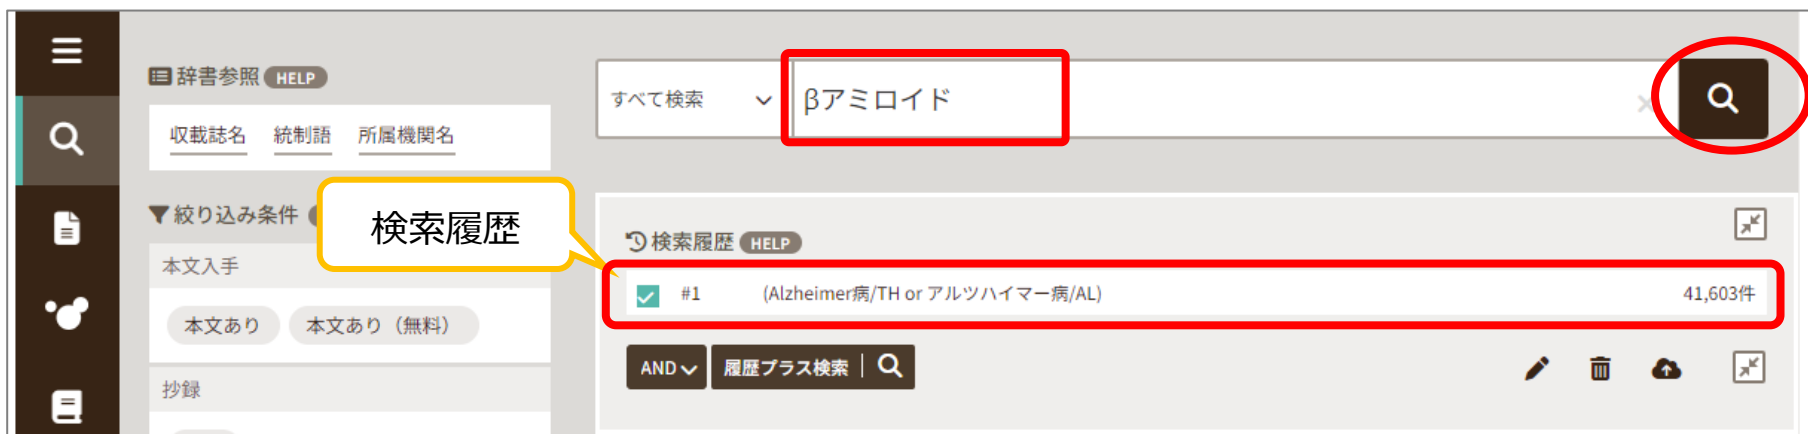 辞書参照 HELP
収載誌名 統制語 所属機関名
すべて検索 βアミロイド
絞り込み条件
検索履歴
検索履歴 HELP
#1 (Alzheimer病/TH or アルツハイマー病/AL) 41,603件
AND 履歴プラス検索
本文入手
本文あり 本文あり（無料）
抄録